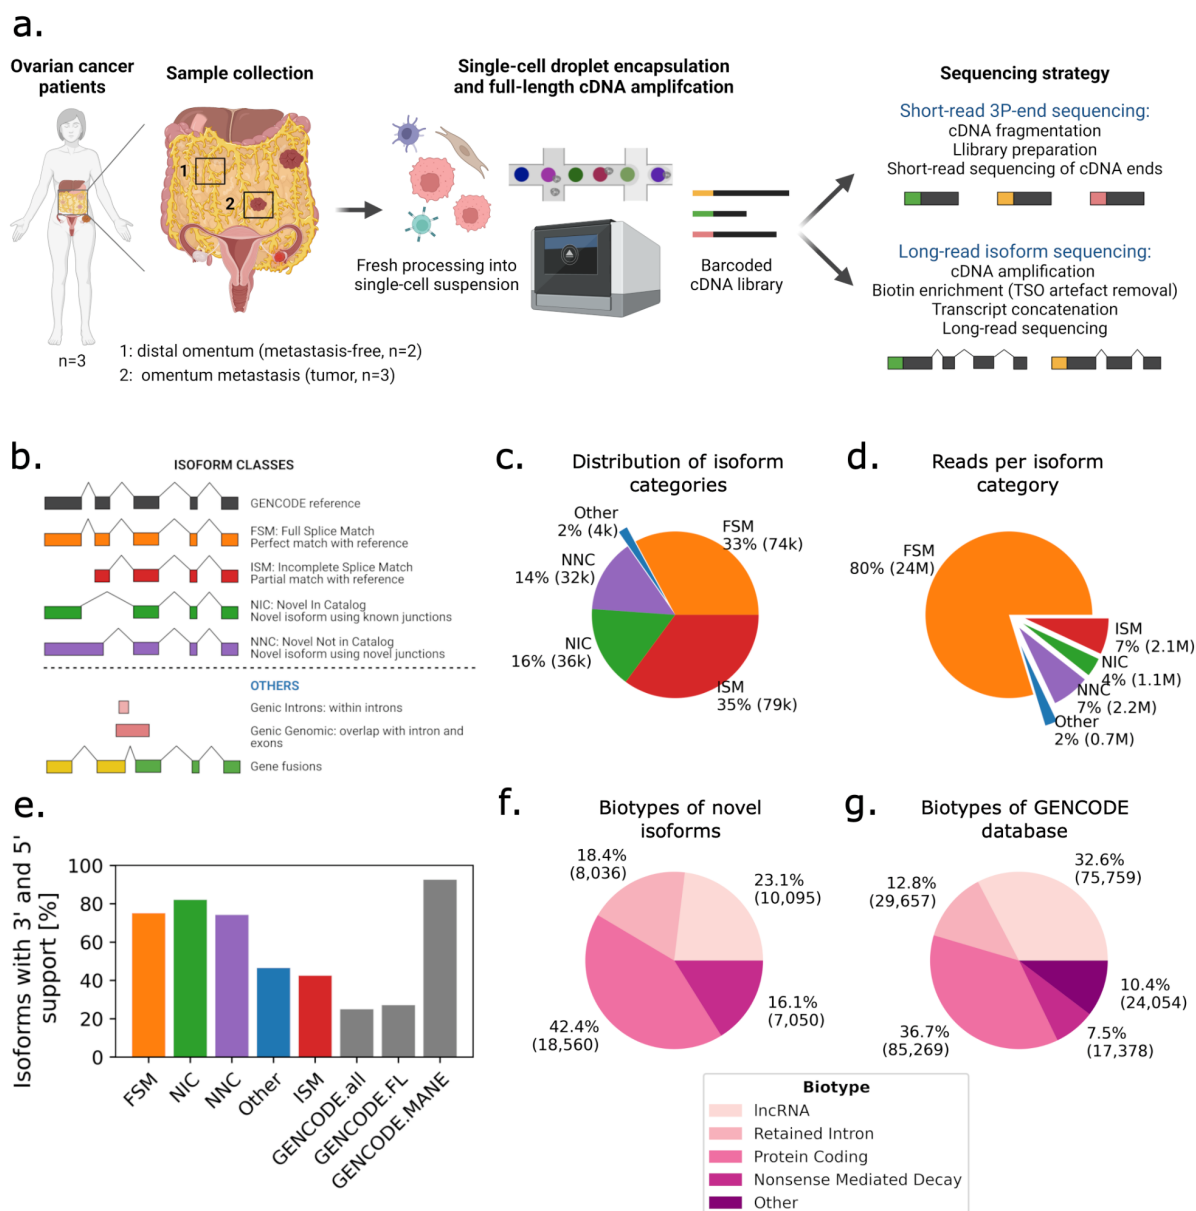 a.
Ovarian cancer
patients
Sample collection
Single-cell droplet encapsulation
and full-length cDNA amplifcation
Sequencing strategy
1
2
n=3
1: distal omentum (metastasis-free, n=2)
2: omentum metastasis (tumor, n=3)
Fresh processing into
single-cell suspension
Barcoded
cDNA library
Short-read 3P-end sequencing:
cDNA fragmentation
Llibrary preparation
Short-read sequencing of cDNA ends
Long-read isoform sequencing:
cDNA amplification
Biotin enrichment (TSO artefact removal)
Transcript concatenation
Long-read sequencing
b.
ISOFORM CLASSES
GENCODE reference
FSM: Full Splice Match
Perfect match with reference
ISM: Incomplete Splice Match
Partial match with reference
NIC: Novel In Catalog
Novel isoform using known junctions
NNC: Novel Not in Catalog
Novel isoform using novel junctions
OTHERS
Genic Introns: within introns
Genic Genomic: overlap with intron and
exons
Gene fusions
c.
Distribution of isoform
categories
Other
2% (4k)
FSM
33% (74k)
NNC
14% (32k)
NIC
16% (36k)
ISM
35% (79k)
d.
Reads per isoform
category
FSM
80% (24M)
ISM
7% (2.1M)
NIC
4% (1.1M)
NNC
7% (2.2M)
Other
2% (0.7M)
e.
Isoforms with 3' and 5'
support [%]
100
80
60
40
20
0
FSM
NIC
NNC
Other
ISM
GENCODE.all
GENCODE.FL
GENCODE.MANE
f.
Biotypes of novel
isoforms
18.4%
(8,036)
23.1%
(10,095)
42.4%
(18,560)
16.1%
(7,050)
g.
Biotypes of GENCODE
database
32.6%
(75,759)
12.8%
(29,657)
10.4%
(24,054)
36.7%
(85,269)
7.5%
(17,378)
Biotype
lncRNA
Retained Intron
Protein Coding
Nonsense Mediated Decay
Other